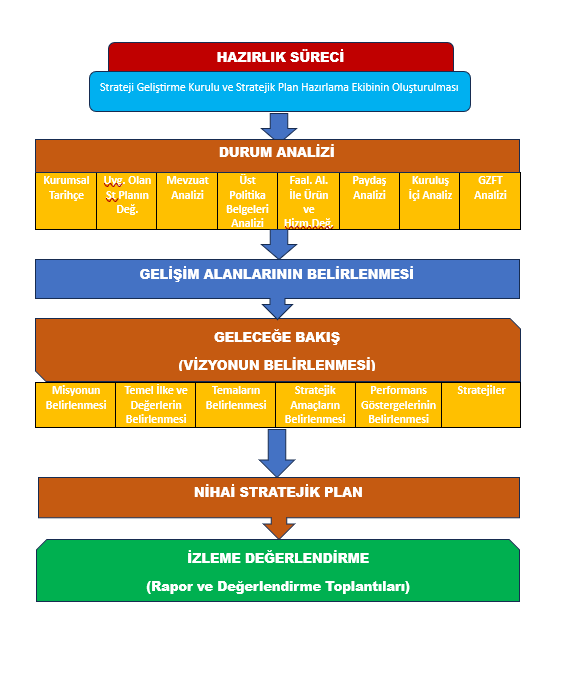 HAZIRLIK SÜRECİ
Strateji Geliştirme Kurulu ve Stratejik Plan Hazırlama Ekibinin Oluşturulması
DURUM ANALİZİ
Kurumsal
Tarihçe
Uyg. Olan
St Planın
Değ.
Mevzuat
Analizi
Üst
Politika
Belgeleri
Analizi
Faal. Al.
İle Ürün
ve
Hizm.Değ.
Paydaş
Analizi
Kuruluş
İçi Analiz
GZFT
Analizi
GELİŞİM ALANLARININ BELİRLENMESİ
GELECEĞE BAKIŞ
(VİZYONUN BELİRLENMESİ)
Misyonun
Belirlenmesi
Temel İlke ve
Değerlerin
Belirlenmesi
Temaların
Belirlenmesi
Stratejik
Amaçların
Belirlenmesi
Performans
Göstergelerinin
Belirlenmesi
Stratejiler
NİHAİ STRATEJİK PLAN
İZLEME DEĞERLENDİRME
(Rapor ve Değerlendirme Toplantıları)